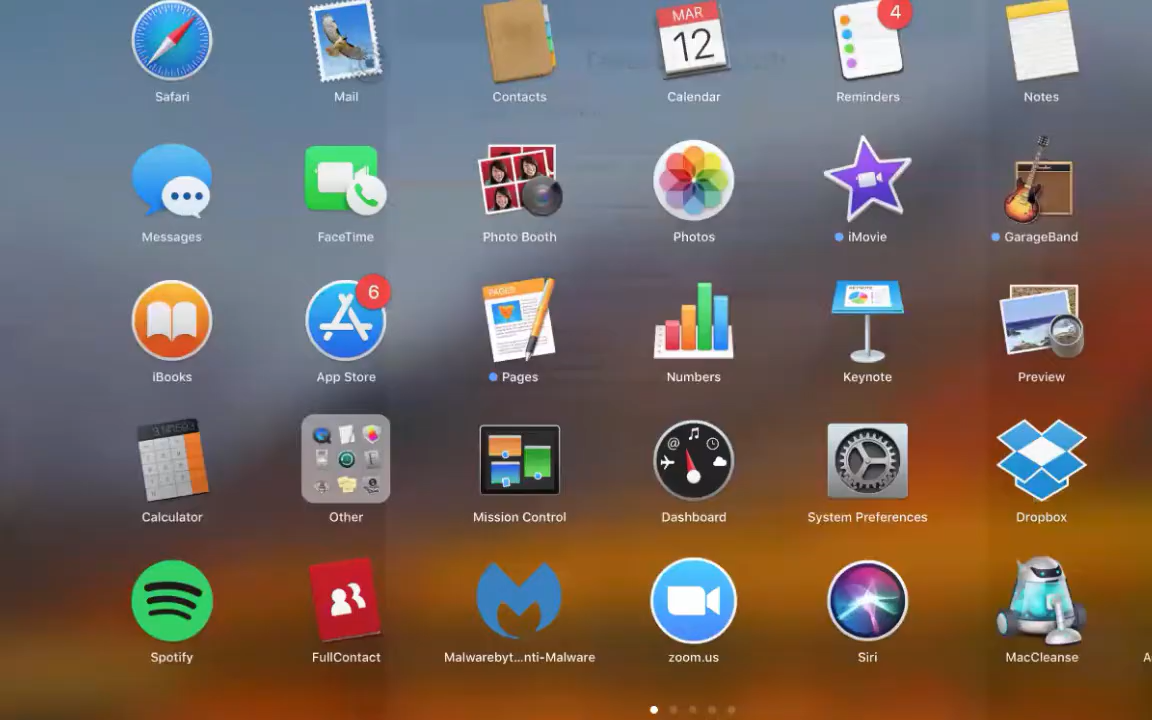 MAR
4
12
Safari Mail Contacts Calendar Reminders Notes
Messages FaceTime Photo Booth Photos iMovie GarageBand
6
PAGES
iBooks App Store Pages Numbers Keynote Preview
Calculator Other Mission Control Dashboard System Preferences Dropbox
Spotify FullContact Malwarebyt...nti-Malware zoom.us Siri MacCleanse